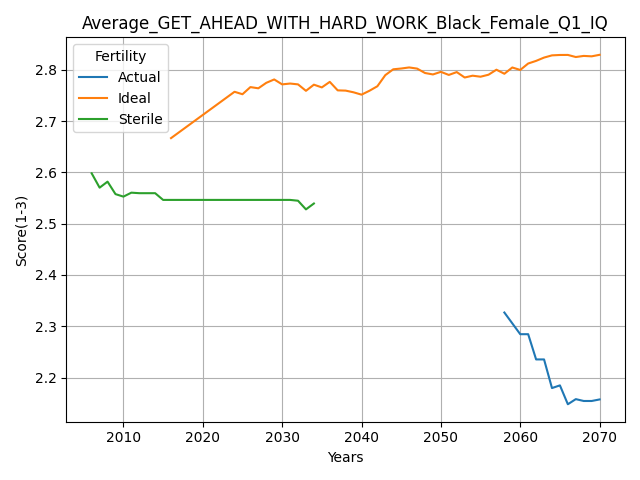 Average_GET_AHEAD_WITH_HARD_WORK_Black_Female_Q1_IQ
Fertility
Actual
Ideal
Sterile
Score(1-3)
2.8
2.7
2.6
2.5
2.4
2.3
2.2
2010 2020 2030 2040 2050 2060 2070
Years